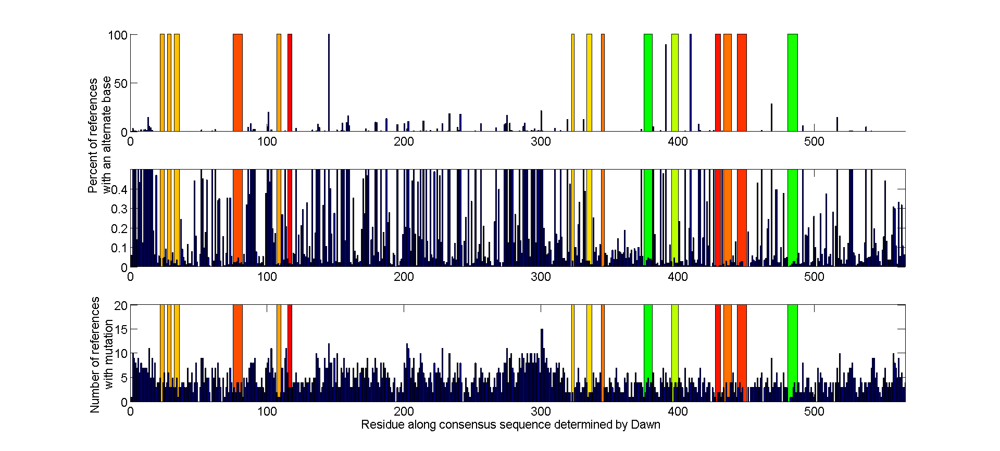 Percent of references
with an alternate base
100
50
0
0 100 200 300 400 500
0.4
0.3
0.2
0.1
0
0 100 200 300 400 500
Number of references
with mutation
20
15
10
5
0
0 100 200 300 400 500
Residue along consensus sequence determined by Dawn